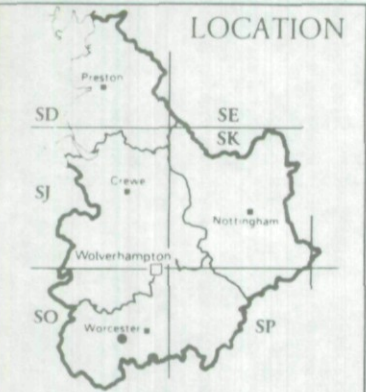 LOCATION
Preston
SD
SE
SK
Crewe
SJ
Nottingham
Wolverhampton
SO
SP
Worcester